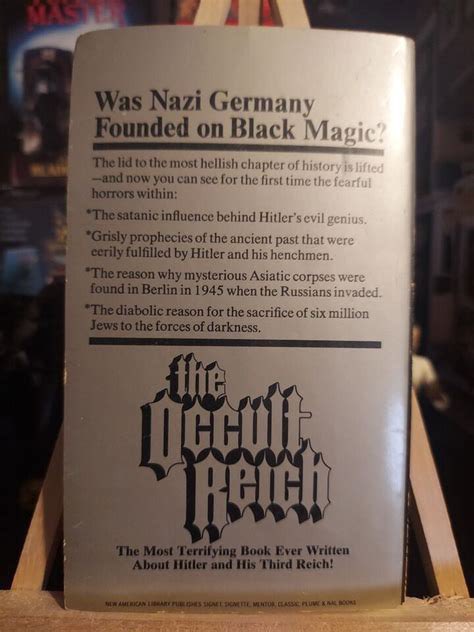 MASTER
Was Nazi Germany
Founded on Black Magic?
The lid to the most hellish chapter of history is lifted
—and now you can see for the first time the fearful
horrors within:
*The satanic influence behind Hitler's evil genius.
*Grisly prophecies of the ancient past that were
eerily fulfilled by Hitler and his henchmen.
*The reason why mysterious Asiatic corpses were
found in Berlin in 1945 when the Russians invaded.
*The diabolic reason for the sacrifice of six million
Jews to the forces of darkness.
the
Occult
Reich
The Most Terrifying Book Ever Written
About Hitler and His Third Reich!
NEW AMERICAN LIBRARY PUBLISHES SIGNET, SIGNETTE, MENTOR, CLASSIC, PLUME & NAL BOOKS